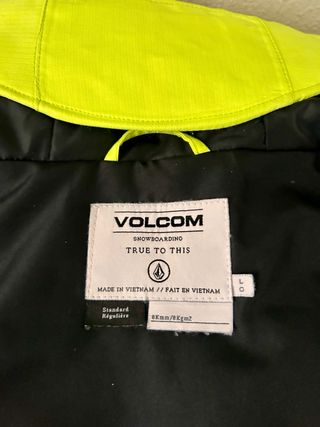 VOLCOM
SNOWBOARDING
TRUE TO THIS
MADE IN VIETNAM // FAIT EN VIETNAM
L
G
Standard
Régulière
8Kmm/8Kgm2